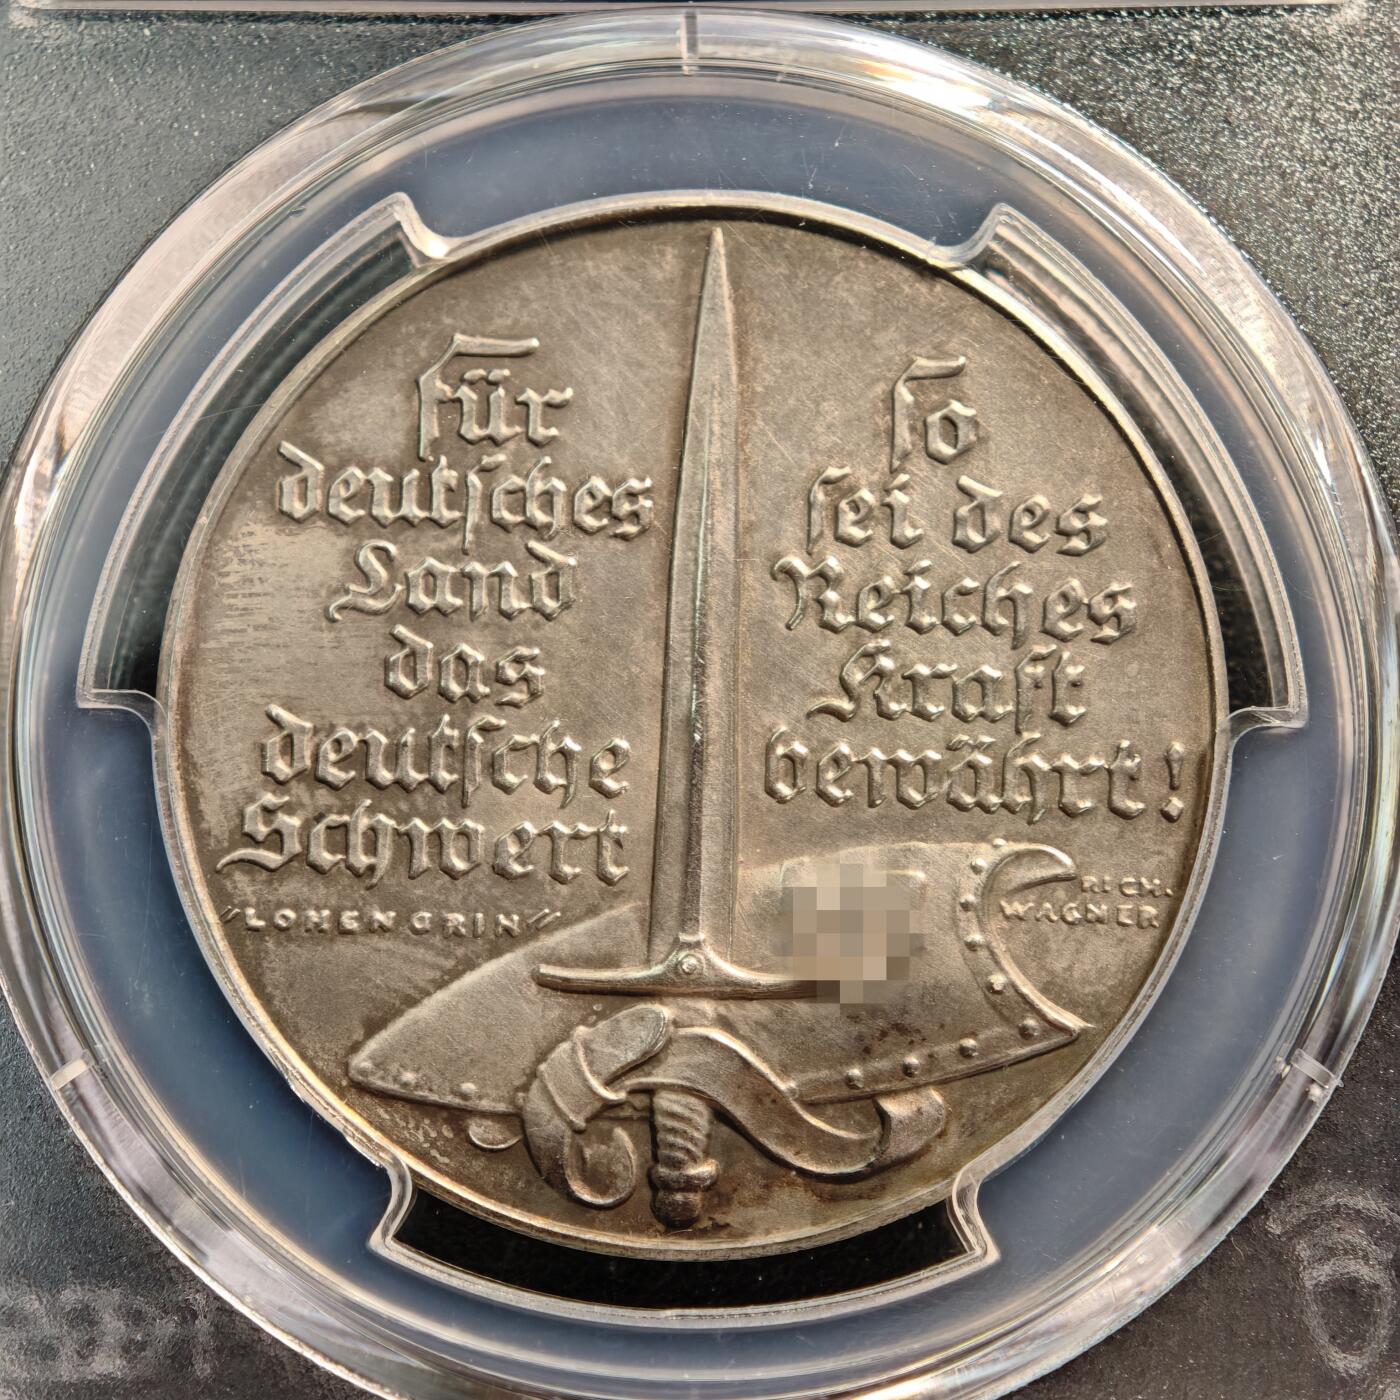 für
deutsches
Land
das
deutsche
Schwert
"LOHENGRIN"
so
sei des
Reiches
Kraft
bewährt!
RICH.
WAGNER